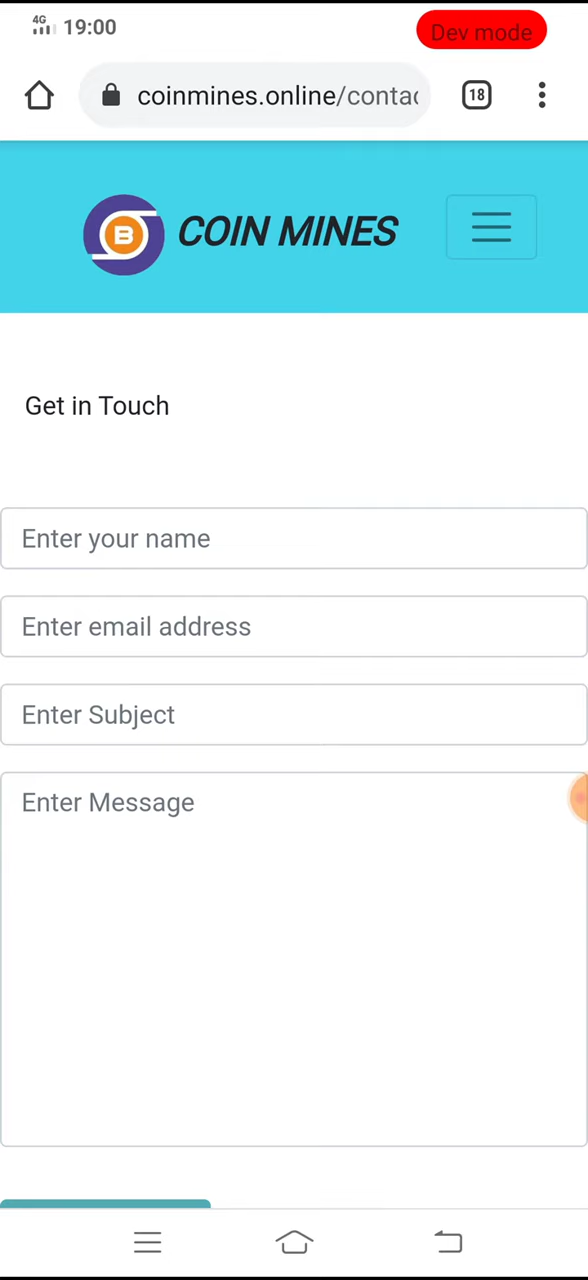 4G 19:00 Dev mode
coinmines.online/contac 18
B COIN MINES
Get in Touch
Enter your name
Enter email address
Enter Subject
Enter Message